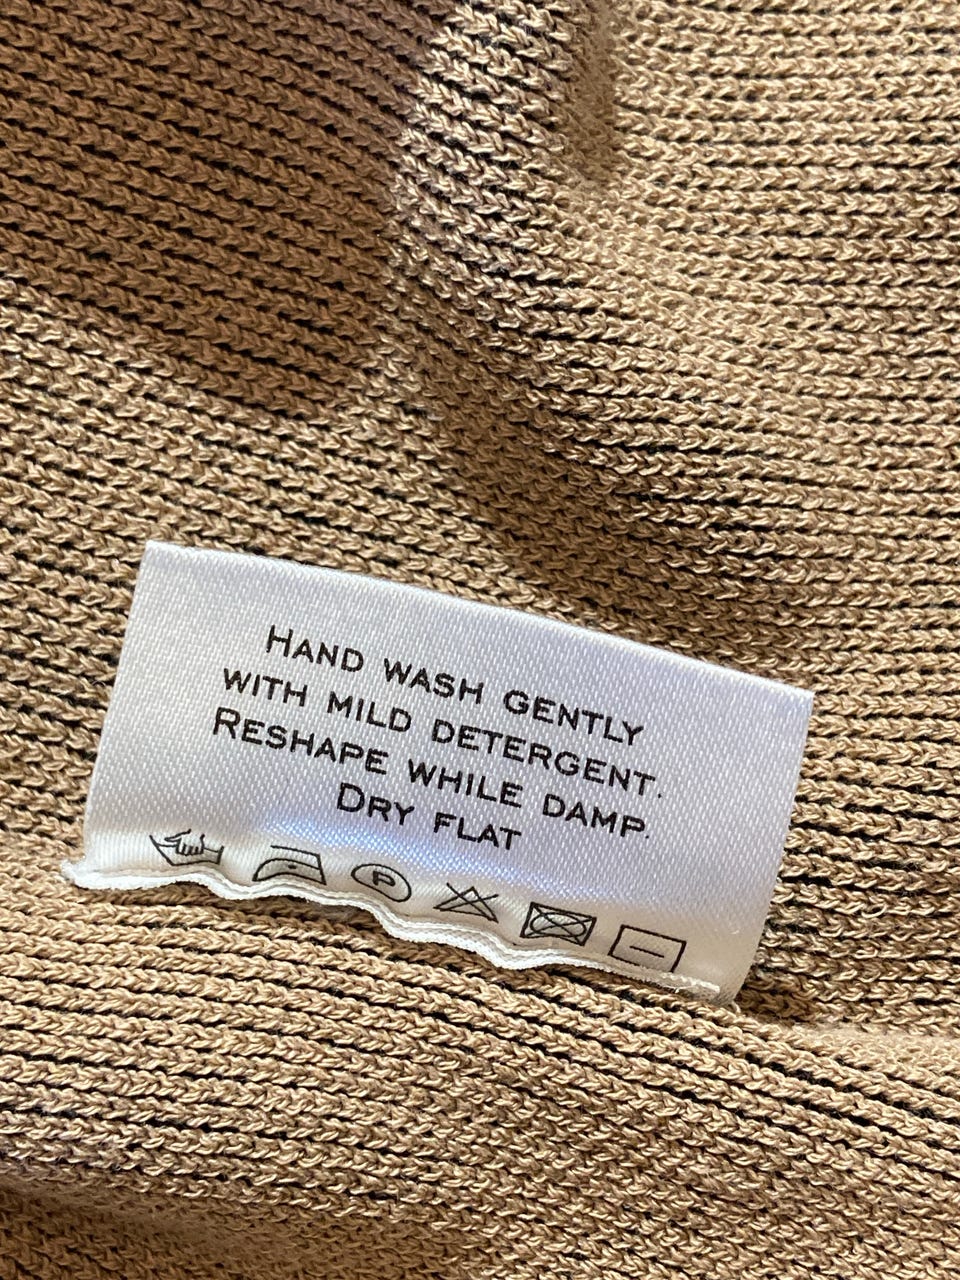 HAND WASH GENTLY
WITH MILD DETERGENT.
RESHAPE WHILE DAMP.
DRY FLAT
P